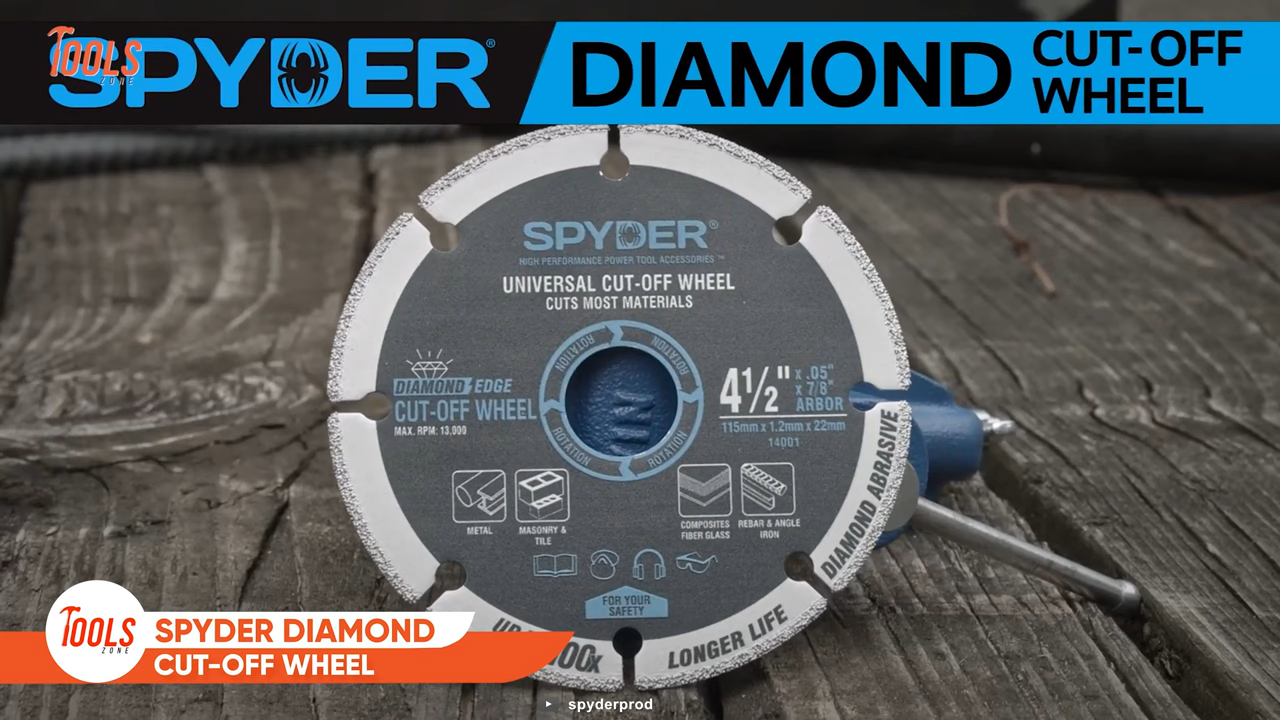 TOOLS
ZONE
SPYDER®
DIAMOND
CUT-OFF
WHEEL
SPYDER®
HIGH PERFORMANCE POWER TOOL ACCESSORIES ™
UNIVERSAL CUT-OFF WHEEL
CUTS MOST MATERIALS
ROTATION
ROTATION
ROTATION
ROTATION
DIAMOND EDGE
CUT-OFF WHEEL
MAX. RPM: 13,000
4½" x .05"
x 7/8"
ARBOR
115mm x 1.2mm x 22mm
14001
METAL
MASONRY &
TILE
COMPOSITES
FIBER GLASS
REBAR & ANGLE
IRON
FOR YOUR
SAFETY
DIAMOND ABRASIVE
LONGER LIFE
TOOLS
ZONE
SPYDER DIAMOND
CUT-OFF WHEEL
spyderprod